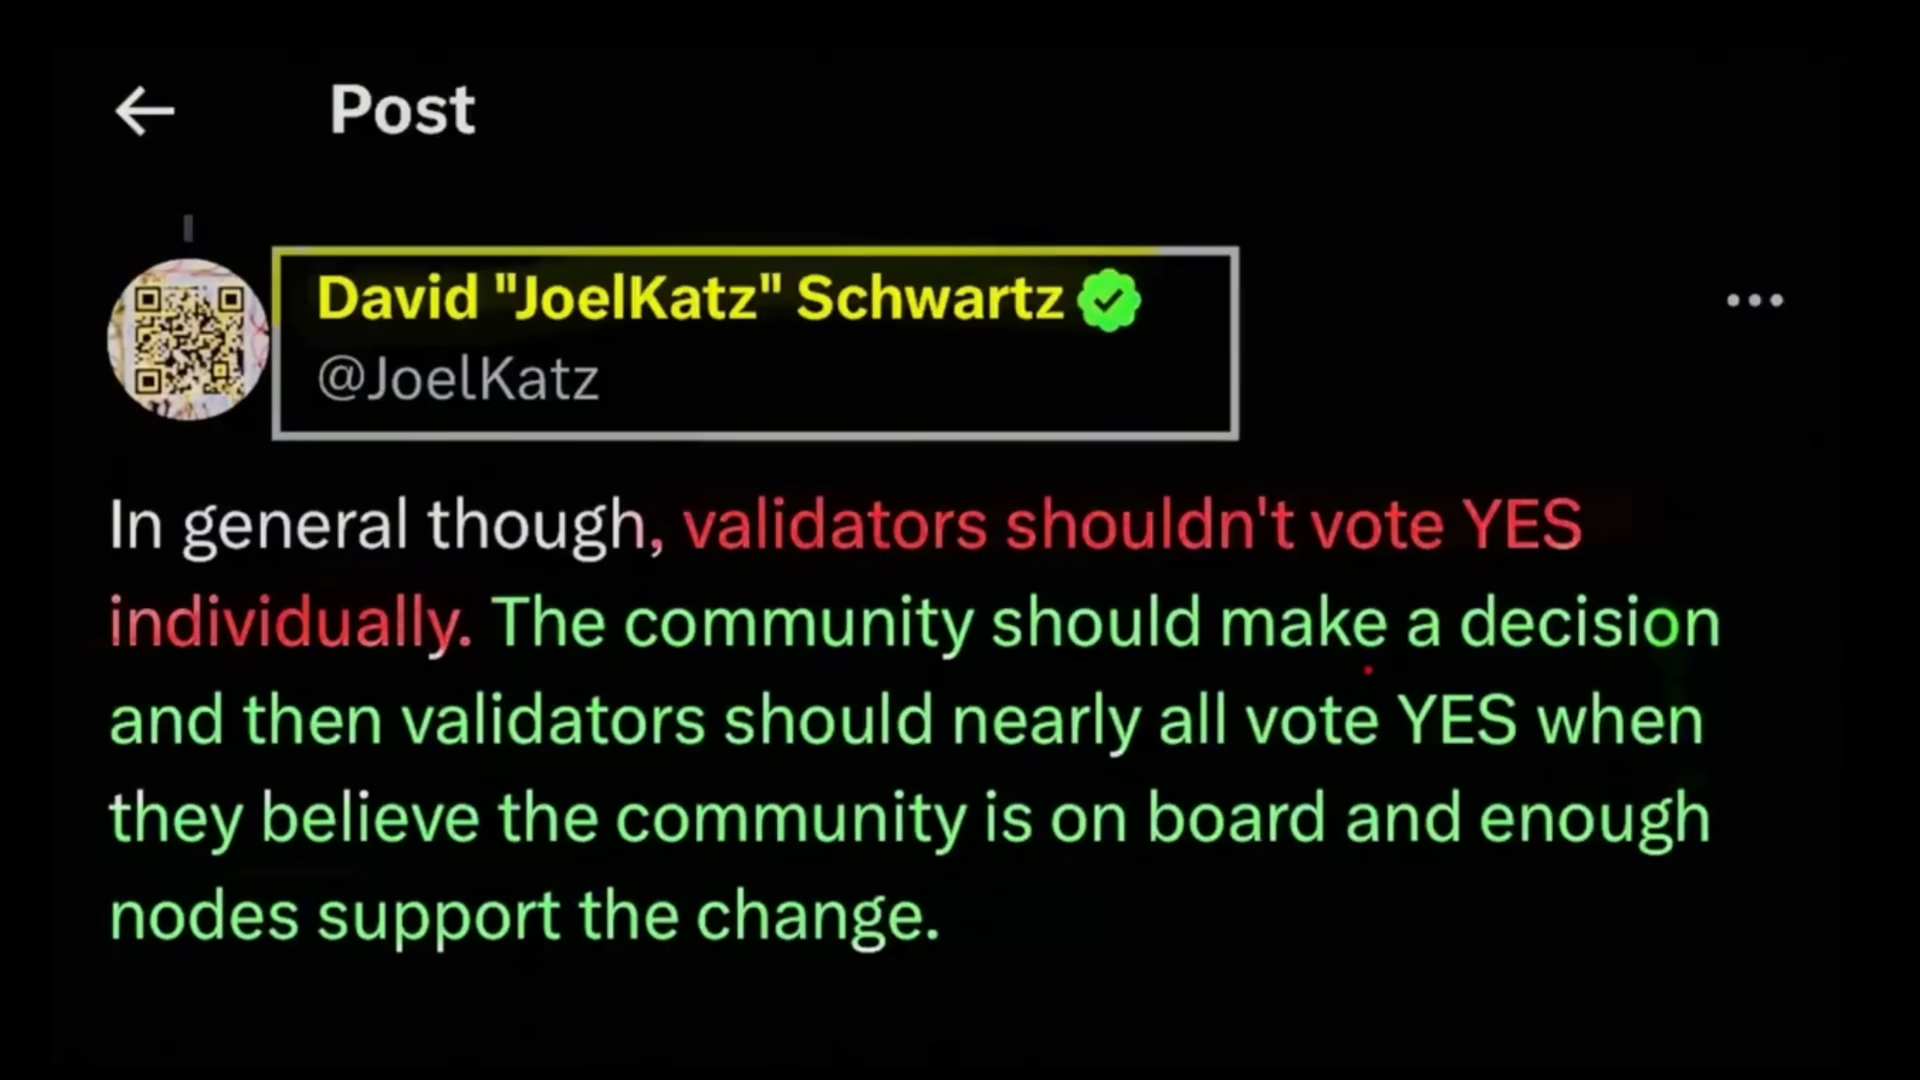 Post
David "JoelKatz" Schwartz
@JoelKatz
In general though, validators shouldn't vote YES
individually. The community should make a decision
and then validators should nearly all vote YES when
they believe the community is on board and enough
nodes support the change.